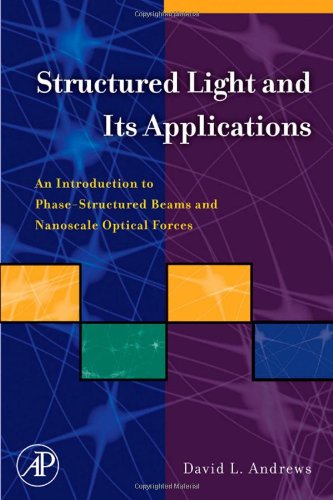 Structured Light and
Its Applications
An Introduction to
Phase-Structured Beams and
Nanoscale Optical Forces
AP
David L. Andrews